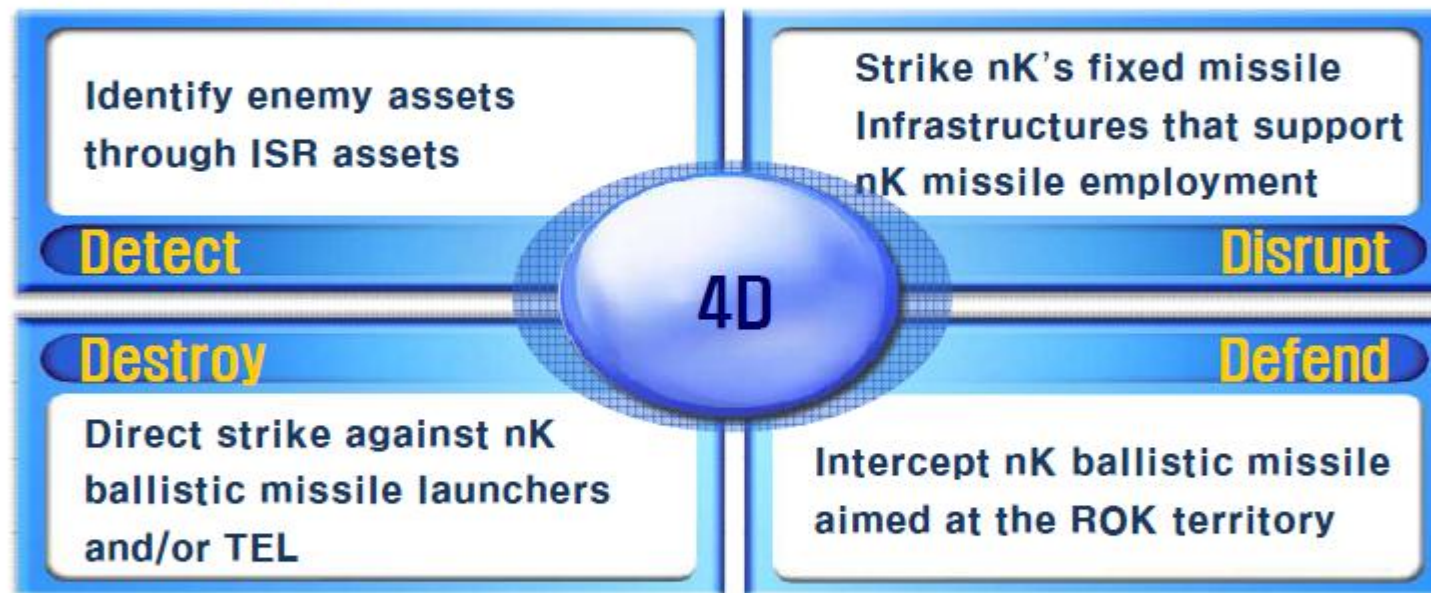 Identify enemy assets
through ISR assets
Detect
Strike nK's fixed missile
Infrastructures that support
nK missile employment
Disrupt
4D
Destroy
Direct strike against nK
ballistic missile launchers
and/or TEL
Defend
Intercept nK ballistic missile
aimed at the ROK territory